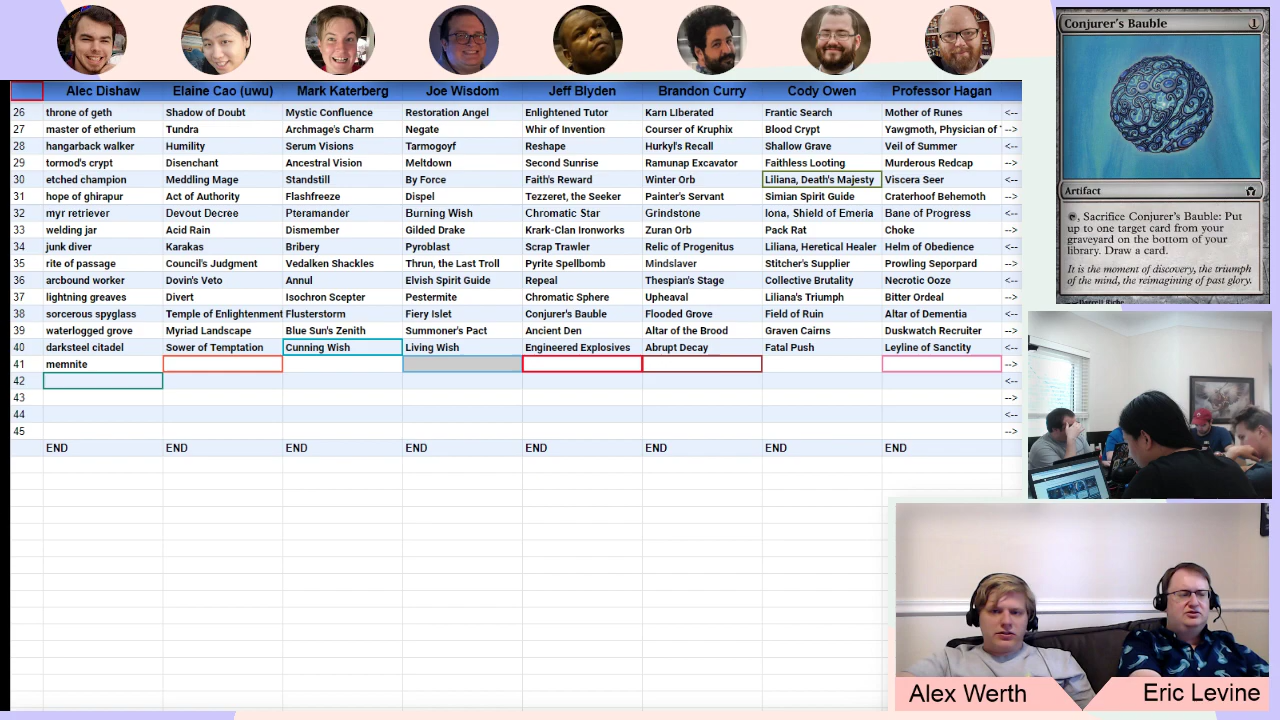 Alec Dishaw Elaine Cao (uwu) Mark Katerberg Joe Wisdom Jeff Blyden Brandon Curry Cody Owen Professor Hagan
26 throne of geth Shadow of Doubt Mystic Confluence Restoration Angel Enlightened Tutor Karn LIberated Frantic Search Mother of Runes <--
27 master of etherium Tundra Archmage's Charm Negate Whir of Invention Courser of Kruphix Blood Crypt Yawgmoth, Physician of -->
28 hangarback walker Humility Serum Visions Tarmogoyf Reshape Hurkyl's Recall Shallow Grave Veil of Summer <--
29 tormod's crypt Disenchant Ancestral Vision Meltdown Second Sunrise Ramunap Excavator Faithless Looting Murderous Redcap -->
30 etched champion Meddling Mage Standstill By Force Faith's Reward Winter Orb Liliana, Death's Majesty Viscera Seer <--
31 hope of ghirapur Act of Authority Flashfreeze Dispel Tezzeret, the Seeker Painter's Servant Simian Spirit Guide Craterhoof Behemoth -->
32 myr retriever Devout Decree Pteramander Burning Wish Chromatic Star Grindstone Iona, Shield of Emeria Bane of Progress <--
33 welding jar Acid Rain Dismember Gilded Drake Krark-Clan Ironworks Zuran Orb Pack Rat Choke -->
34 junk diver Karakas Bribery Pyroblast Scrap Trawler Relic of Progenitus Liliana, Heretical Healer Helm of Obedience <--
35 rite of passage Council's Judgment Vedalken Shackles Thrun, the Last Troll Pyrite Spellbomb Mindslaver Stitcher's Supplier Prowling Serpopard -->
36 arcbound worker Dovin's Veto Annul Elvish Spirit Guide Repeal Thespian's Stage Collective Brutality Necrotic Ooze <--
37 lightning greaves Divert Isochron Scepter Pestermite Chromatic Sphere Upheaval Liliana's Triumph Bitter Ordeal -->
38 sorcerous spyglass Temple of Enlightenment Flusterstorm Fiery Islet Conjurer's Bauble Flooded Grove Field of Ruin Altar of Dementia <--
39 waterlogged grove Myriad Landscape Blue Sun's Zenith Summoner's Pact Ancient Den Altar of the Brood Graven Cairns Duskwatch Recruiter -->
40 darksteel citadel Sower of Temptation Cunning Wish Living Wish Engineered Explosives Abrupt Decay Fatal Push Leyline of Sanctity <--
41 memnite -->
42 <--
43 -->
44 <--
45 -->
END END END END END END END END
Conjurer's Bauble 1
Artifact
, Sacrifice Conjurer's Bauble: Put
up to one target card from your
graveyard on the bottom of your
library. Draw a card.
It is the moment of discovery, the triumph
of the mind, the reimagining of past glory.
Alex Werth
Eric Levine